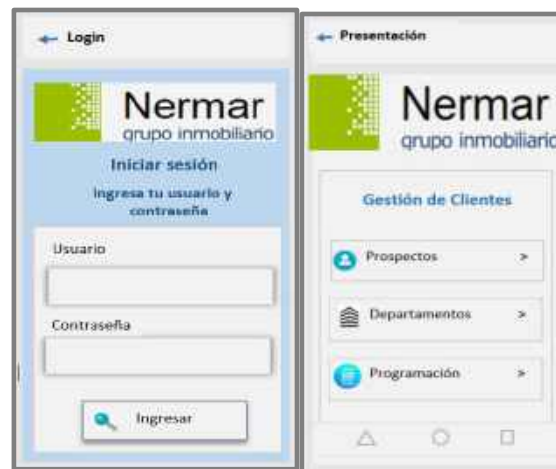 Login
Nermar
grupo inmobiliario
Iniciar sesión
Ingresa tu usuario y
contraseña
Usuario
Contraseña
Ingresar
Presentación
Nermar
grupo inmobiliario
Gestión de Clientes
Prospectos >
Departamentos >
Programación >